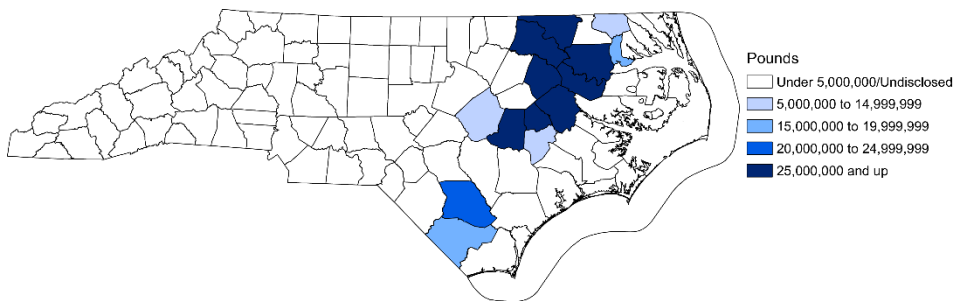 Pounds
Under 5,000,000/Undisclosed
5,000,000 to 14,999,999
15,000,000 to 19,999,999
20,000,000 to 24,999,999
25,000,000 and up